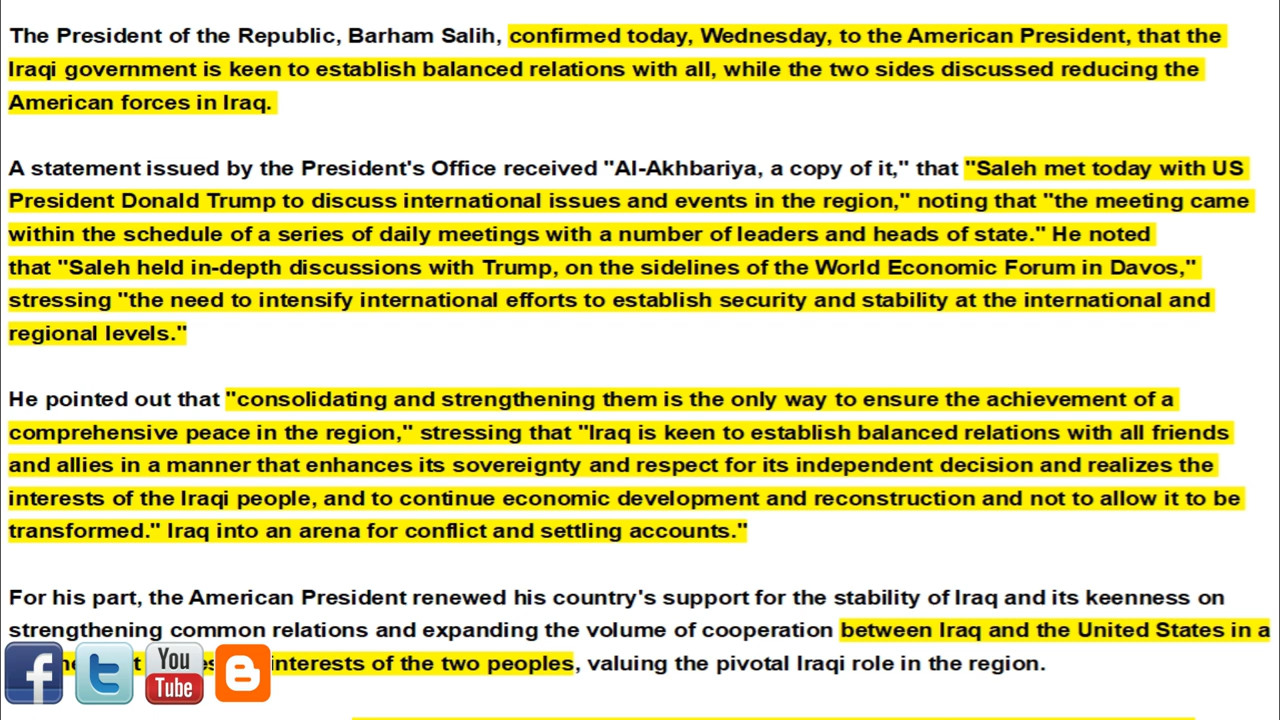 The President of the Republic, Barham Salih, confirmed today, Wednesday, to the American President, that the
Iraqi government is keen to establish balanced relations with all, while the two sides discussed reducing the
American forces in Iraq.
A statement issued by the President's Office received "Al-Akhbariya, a copy of it," that "Saleh met today with US
President Donald Trump to discuss international issues and events in the region," noting that "the meeting came
within the schedule of a series of daily meetings with a number of leaders and heads of state." He noted
that "Saleh held in-depth discussions with Trump, on the sidelines of the World Economic Forum in Davos,"
stressing "the need to intensify international efforts to establish security and stability at the international and
regional levels."
He pointed out that "consolidating and strengthening them is the only way to ensure the achievement of a
comprehensive peace in the region," stressing that "Iraq is keen to establish balanced relations with all friends
and allies in a manner that enhances its sovereignty and respect for its independent decision and realizes the
interests of the Iraqi people, and to continue economic development and reconstruction and not to allow it to be
transformed." Iraq into an arena for conflict and settling accounts."
For his part, the American President renewed his country's support for the stability of Iraq and its keenness on
strengthening common relations and expanding the volume of cooperation between Iraq and the United States in a
interests of the two peoples, valuing the pivotal Iraqi role in the region.
You
Tube